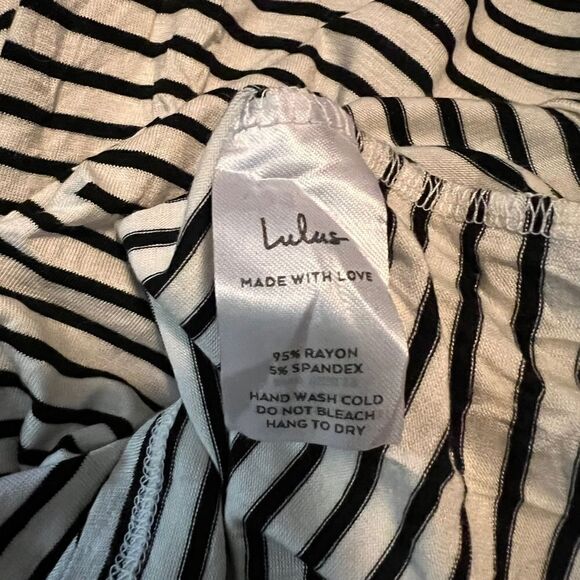 Lulus
MADE WITH LOVE
95% RAYON
5% SPANDEX
HAND WASH COLD
DO NOT BLEACH
HANG TO DRY